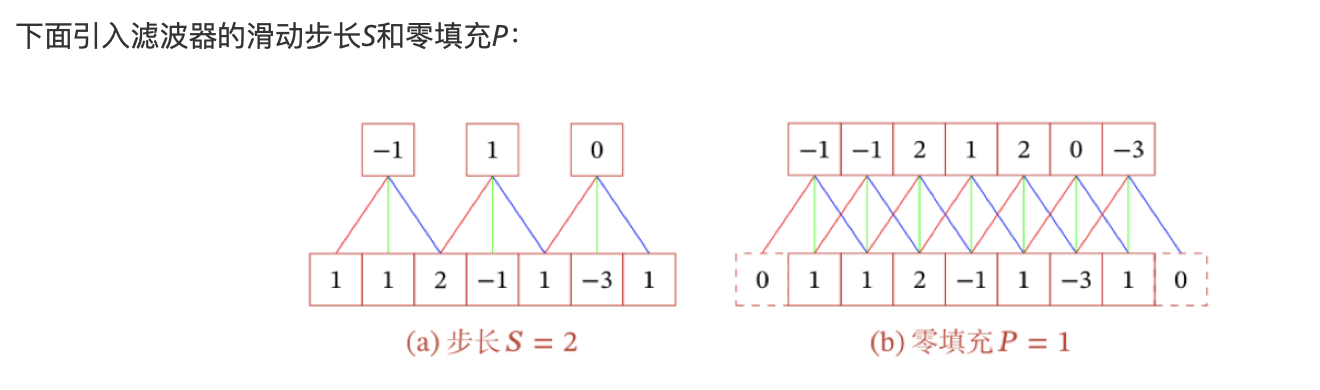 下面引入滤波器的滑动步长S和零填充P：
−1 1 0
−1 −1 2 1 2 0 −3
1 1 2 −1 1 −3 1
0 1 1 2 −1 1 −3 1 0
(a) 步长 S = 2
(b) 零填充 P = 1